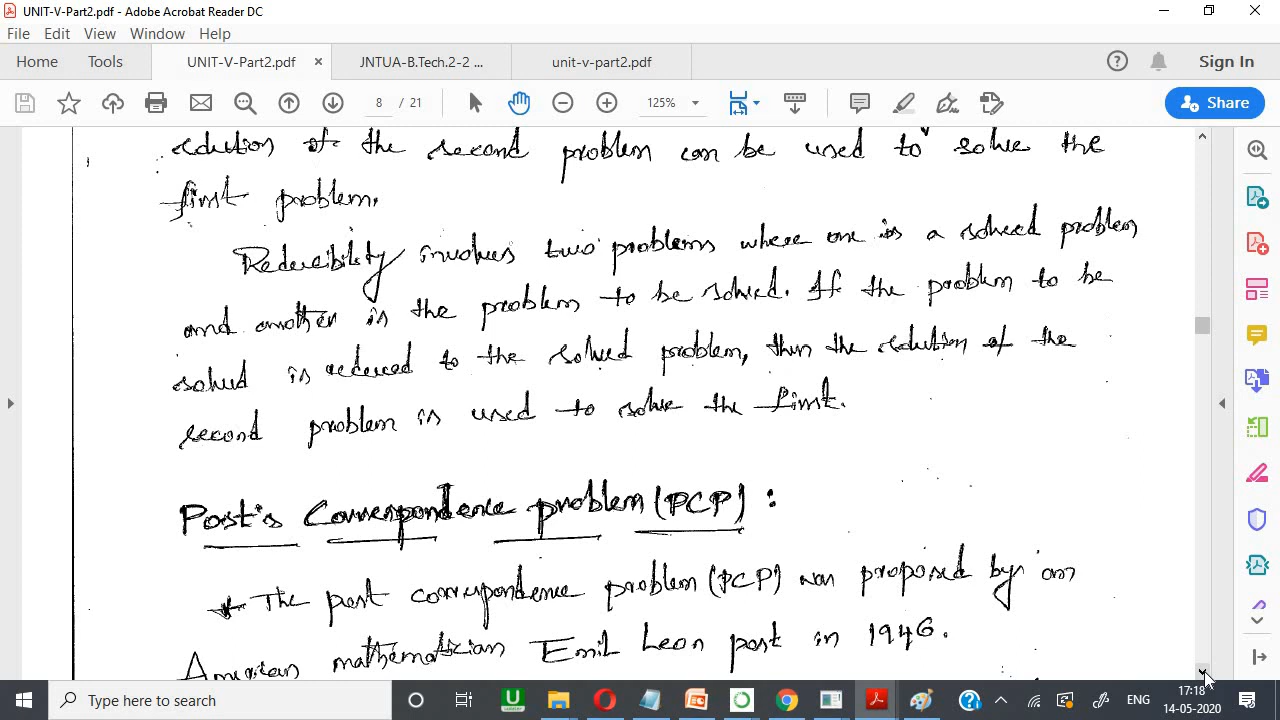 UNIT-V-Part2.pdf - Adobe Acrobat Reader DC
File Edit View Window Help
Home Tools UNIT-V-Part2.pdf × JNTUA-B.Tech.2-2 ... unit-v-part2.pdf Sign In
8 / 21 125% Share
solution of the second problem can be used to solve the
first problem.
Reducibility involves two problems where one is a solved problem
and another is the problem to be solved. If the problem to be
solved is reduced to the solved problem, then the solution of the
second problem is used to solve the first.
Post's Correspondence problem (PCP) :
* The post correspondence problem (PCP) was proposed by an
American mathematician Emil Leon post in 1946.
Type here to search
ENG 17:18
14-05-2020